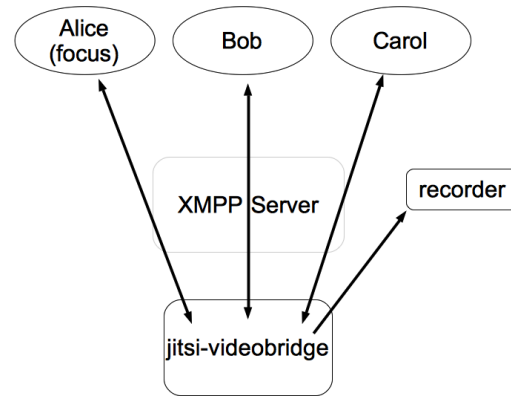 Alice
(focus)
Bob
Carol
XMPP Server
recorder
jitsi-videobridge